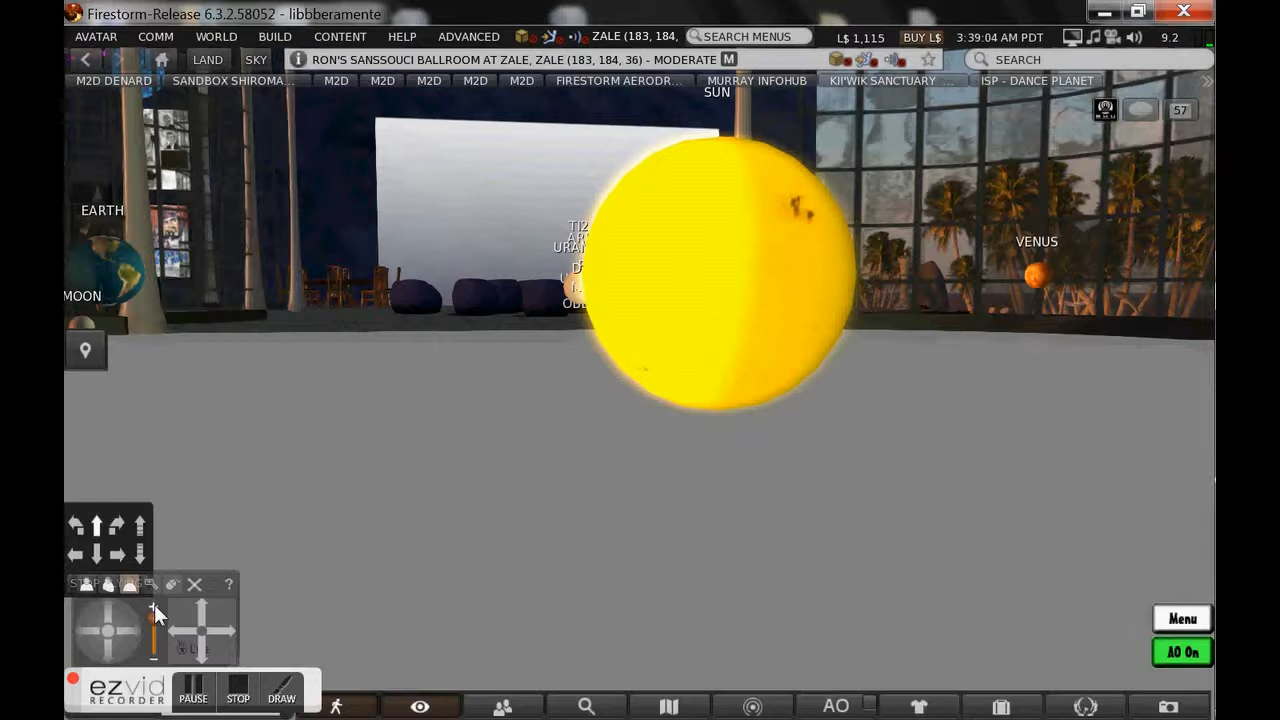 Firestorm-Release 6.3.2.58052 - libbberamente
AVATAR COMM WORLD BUILD CONTENT HELP ADVANCED ZALE (183, 184, SEARCH MENUS L$ 1,115 BUY L$ 3:39:04 AM PDT 9.2
LAND SKY RON'S SANSSOUCI BALLROOM AT ZALE, ZALE (183, 184, 36) - MODERATE M SEARCH
M2D DENARD SANDBOX SHIROMA... M2D M2D M2D M2D M2D FIRESTORM AERODR... MURRAY INFOHUB KII'WIK SANCTUARY ... ISP - DANCE PLANET
SUN
57
EARTH
TI2
URAN
VENUS
MOON
?
Menu
AO On
ezvid
RECORDER
PAUSE STOP DRAW
AO